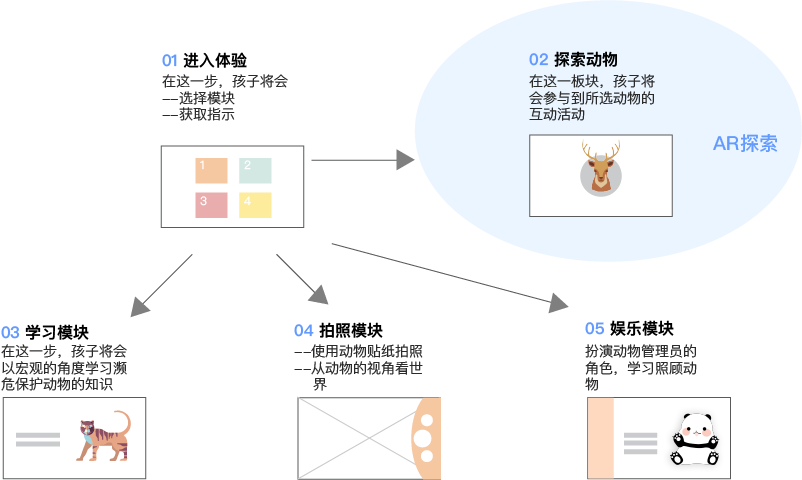 01 进入体验
在这一步，孩子将会
--选择模块
--获取指示
1
2
3
4
02 探索动物
在这一板块，孩子将
会参与到所选动物的
互动活动
AR探索
03 学习模块
在这一步，孩子将会
以宏观的角度学习濒
危保护动物的知识
04 拍照模块
--使用动物贴纸拍照
--从动物的视角看世
界
05 娱乐模块
扮演动物管理员的
角色，学习照顾动
物